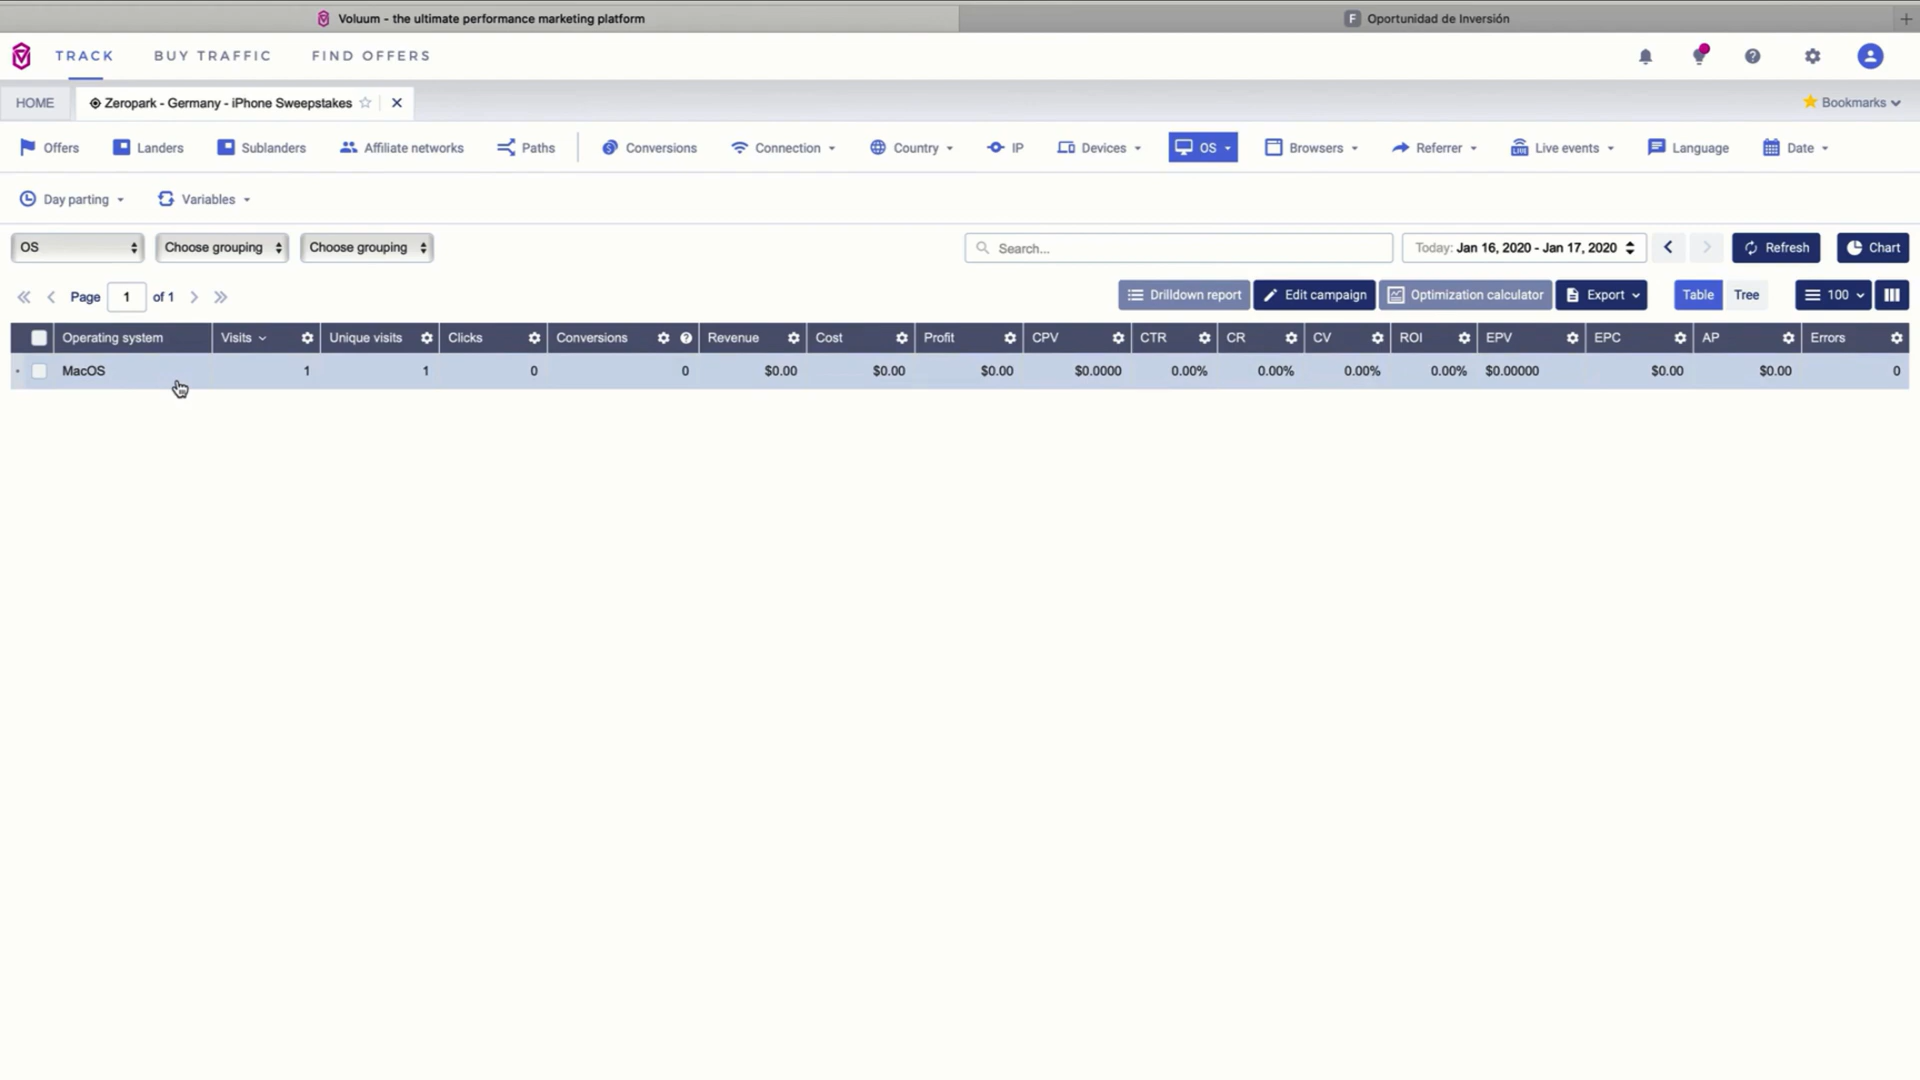 Voluum - the ultimate performance marketing platform
F Oportunidad de Inversión
TRACK BUY TRAFFIC FIND OFFERS
HOME Zeropark - Germany - iPhone Sweepstakes Bookmarks
Offers Landers Sublanders Affiliate networks Paths Conversions Connection Country IP Devices OS Browsers Referrer Live events Language Date
Day parting Variables
OS Choose grouping Choose grouping Search... Today: Jan 16, 2020 - Jan 17, 2020 Refresh Chart
Page 1 of 1 Drilldown report Edit campaign Optimization calculator Export Table Tree 100
Operating system Visits Unique visits Clicks Conversions Revenue Cost Profit CPV CTR CR CV ROI EPV EPC AP Errors
MacOS 1 1 0 0 $0.00 $0.00 $0.00 $0.0000 0.00% 0.00% 0.00% 0.00% $0.00000 $0.00 $0.00 0